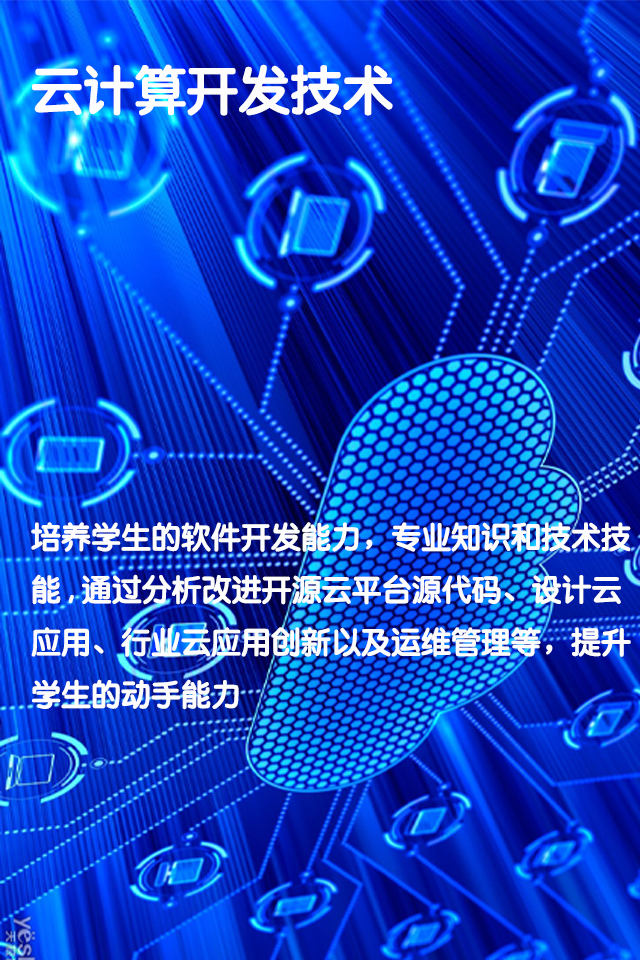 云计算开发技术
培养学生的软件开发能力，专业知识和技术技
能,通过分析改进开源云平台源代码、设计云
应用、行业云应用创新以及运维管理等，提升
学生的动手能力